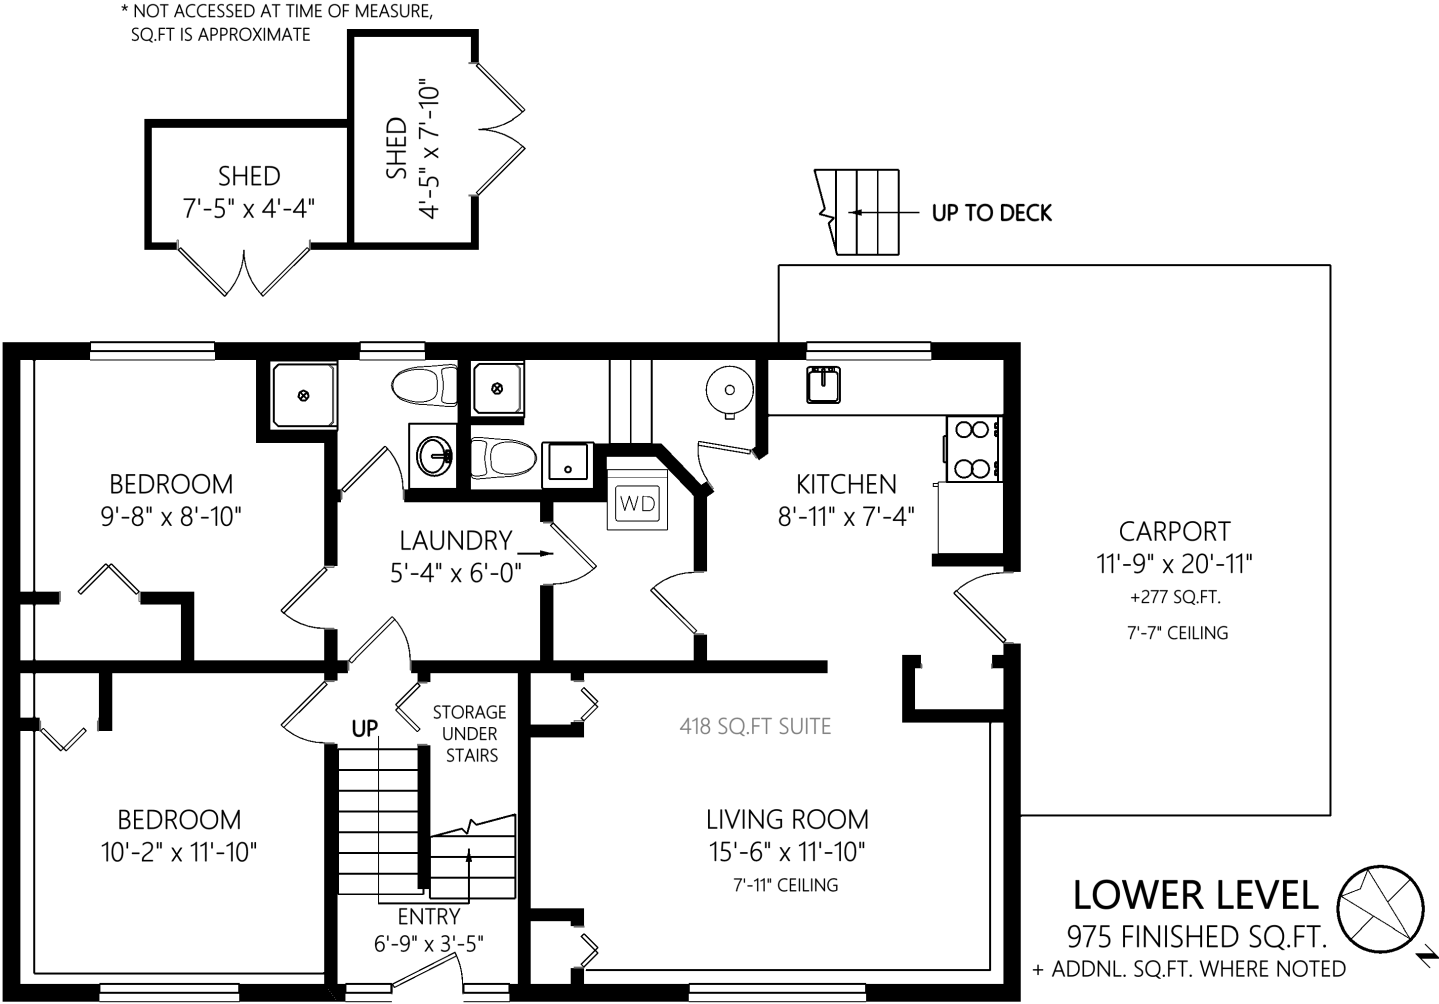 * NOT ACCESSED AT TIME OF MEASURE,
SQ.FT IS APPROXIMATE
SHED
4'-5" x 7'-10"
SHED
7'-5" x 4'-4"
UP TO DECK
BEDROOM
9'-8" x 8'-10"
LAUNDRY
5'-4" x 6'-0"
WD
KITCHEN
8'-11" x 7'-4"
CARPORT
11'-9" x 20'-11"
+277 SQ.FT.
7'-7" CEILING
UP
STORAGE
UNDER
STAIRS
418 SQ.FT SUITE
BEDROOM
10'-2" x 11'-10"
LIVING ROOM
15'-6" x 11'-10"
7'-11" CEILING
ENTRY
6'-9" x 3'-5"
LOWER LEVEL
975 FINISHED SQ.FT.
+ ADDNL. SQ.FT. WHERE NOTED
N